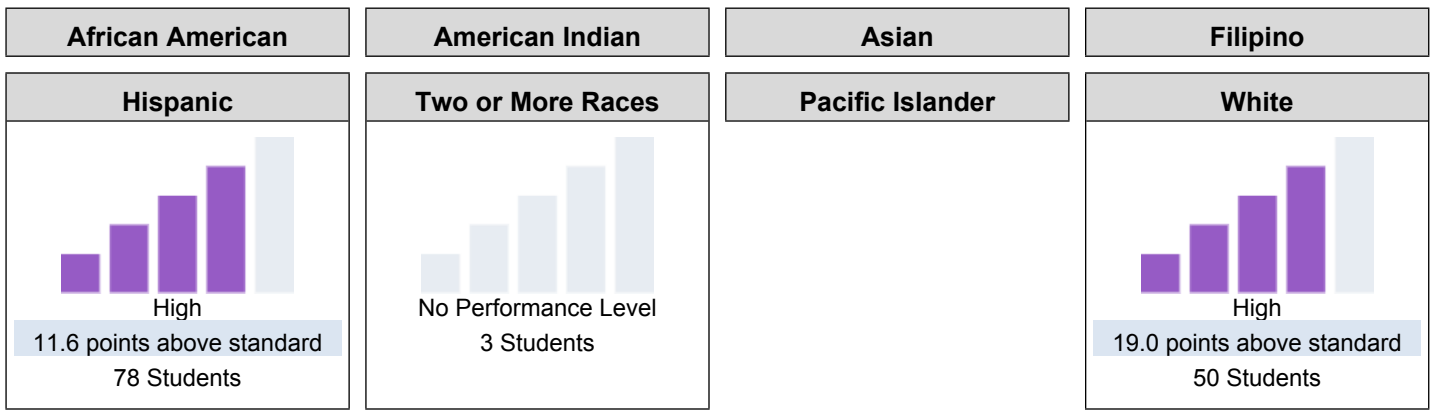 African American
American Indian
Asian
Filipino
Hispanic
High
11.6 points above standard
78 Students
Two or More Races
No Performance Level
3 Students
Pacific Islander
White
High
19.0 points above standard
50 Students